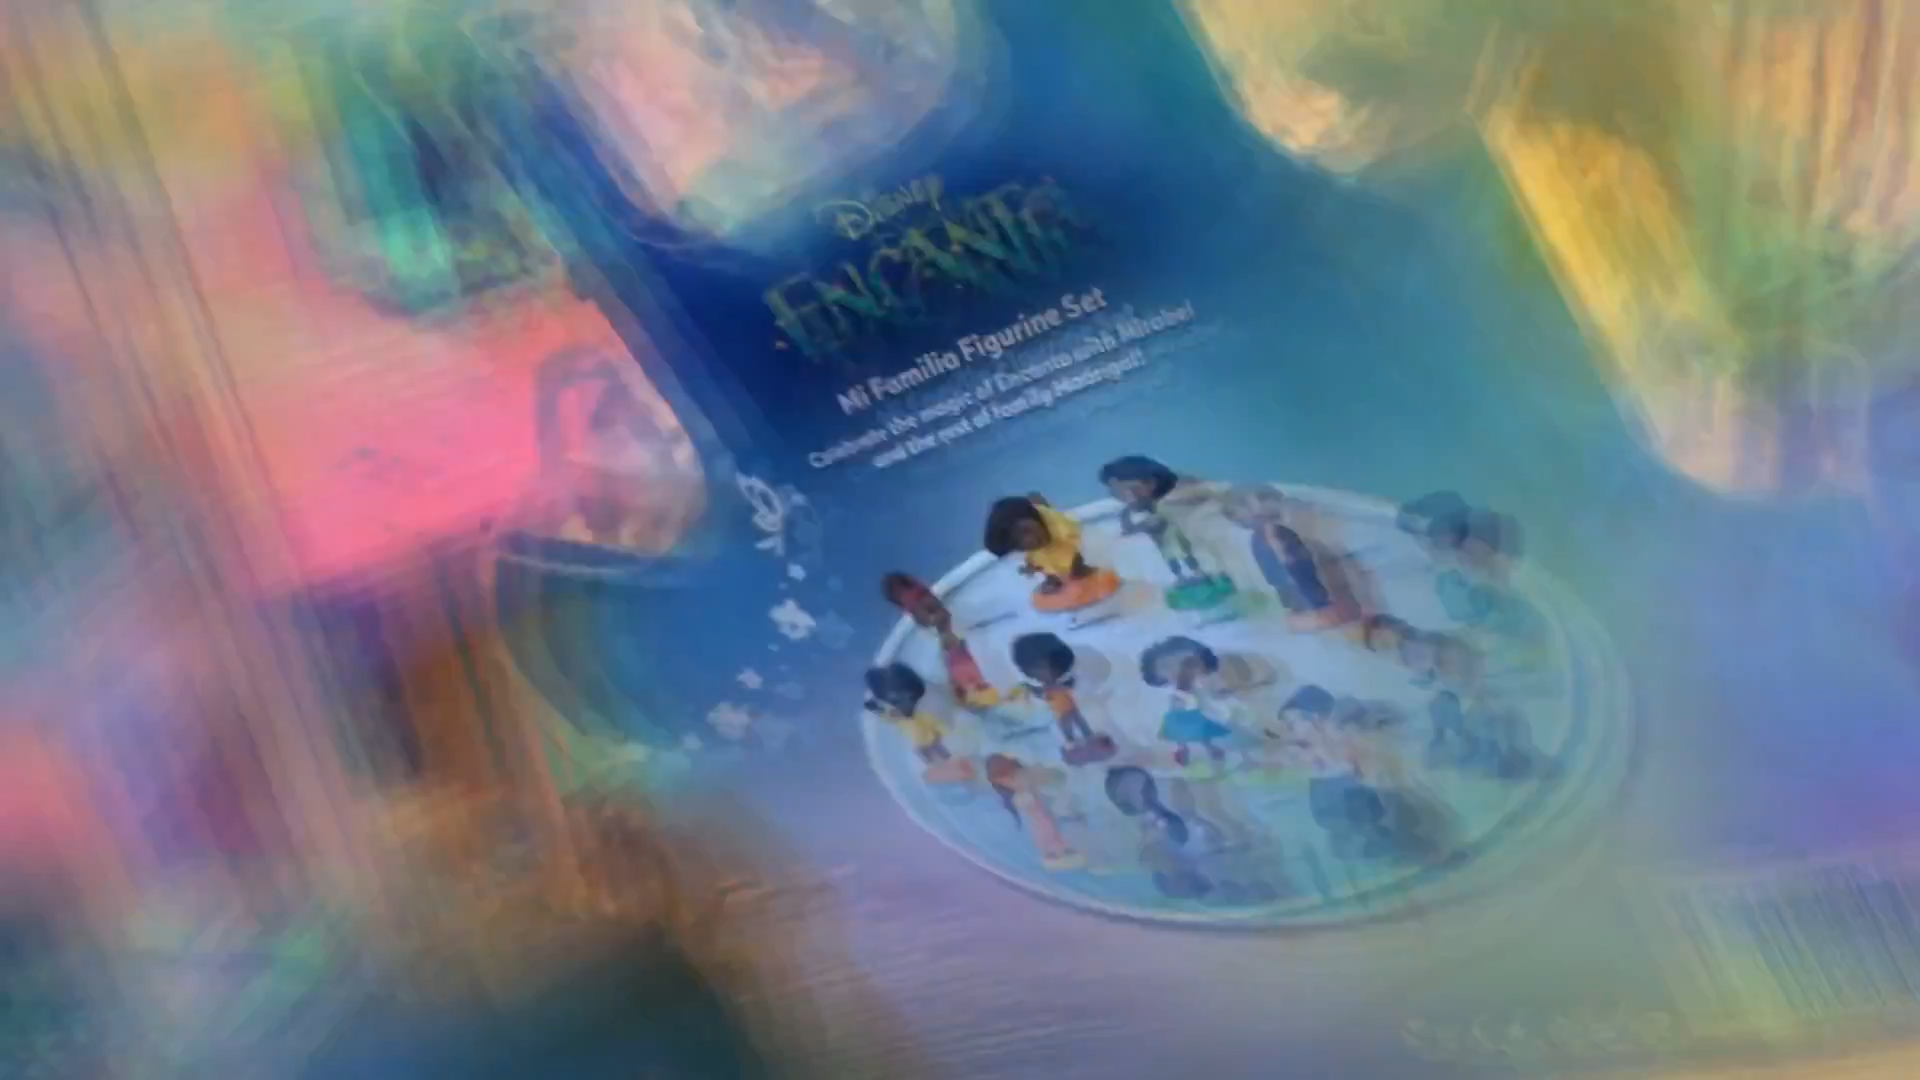 Disney
ENCANTO
Mi Familia Figurine Set
Celebrate the magic of Encanto with Mirabel
and the rest of family Madrigal!